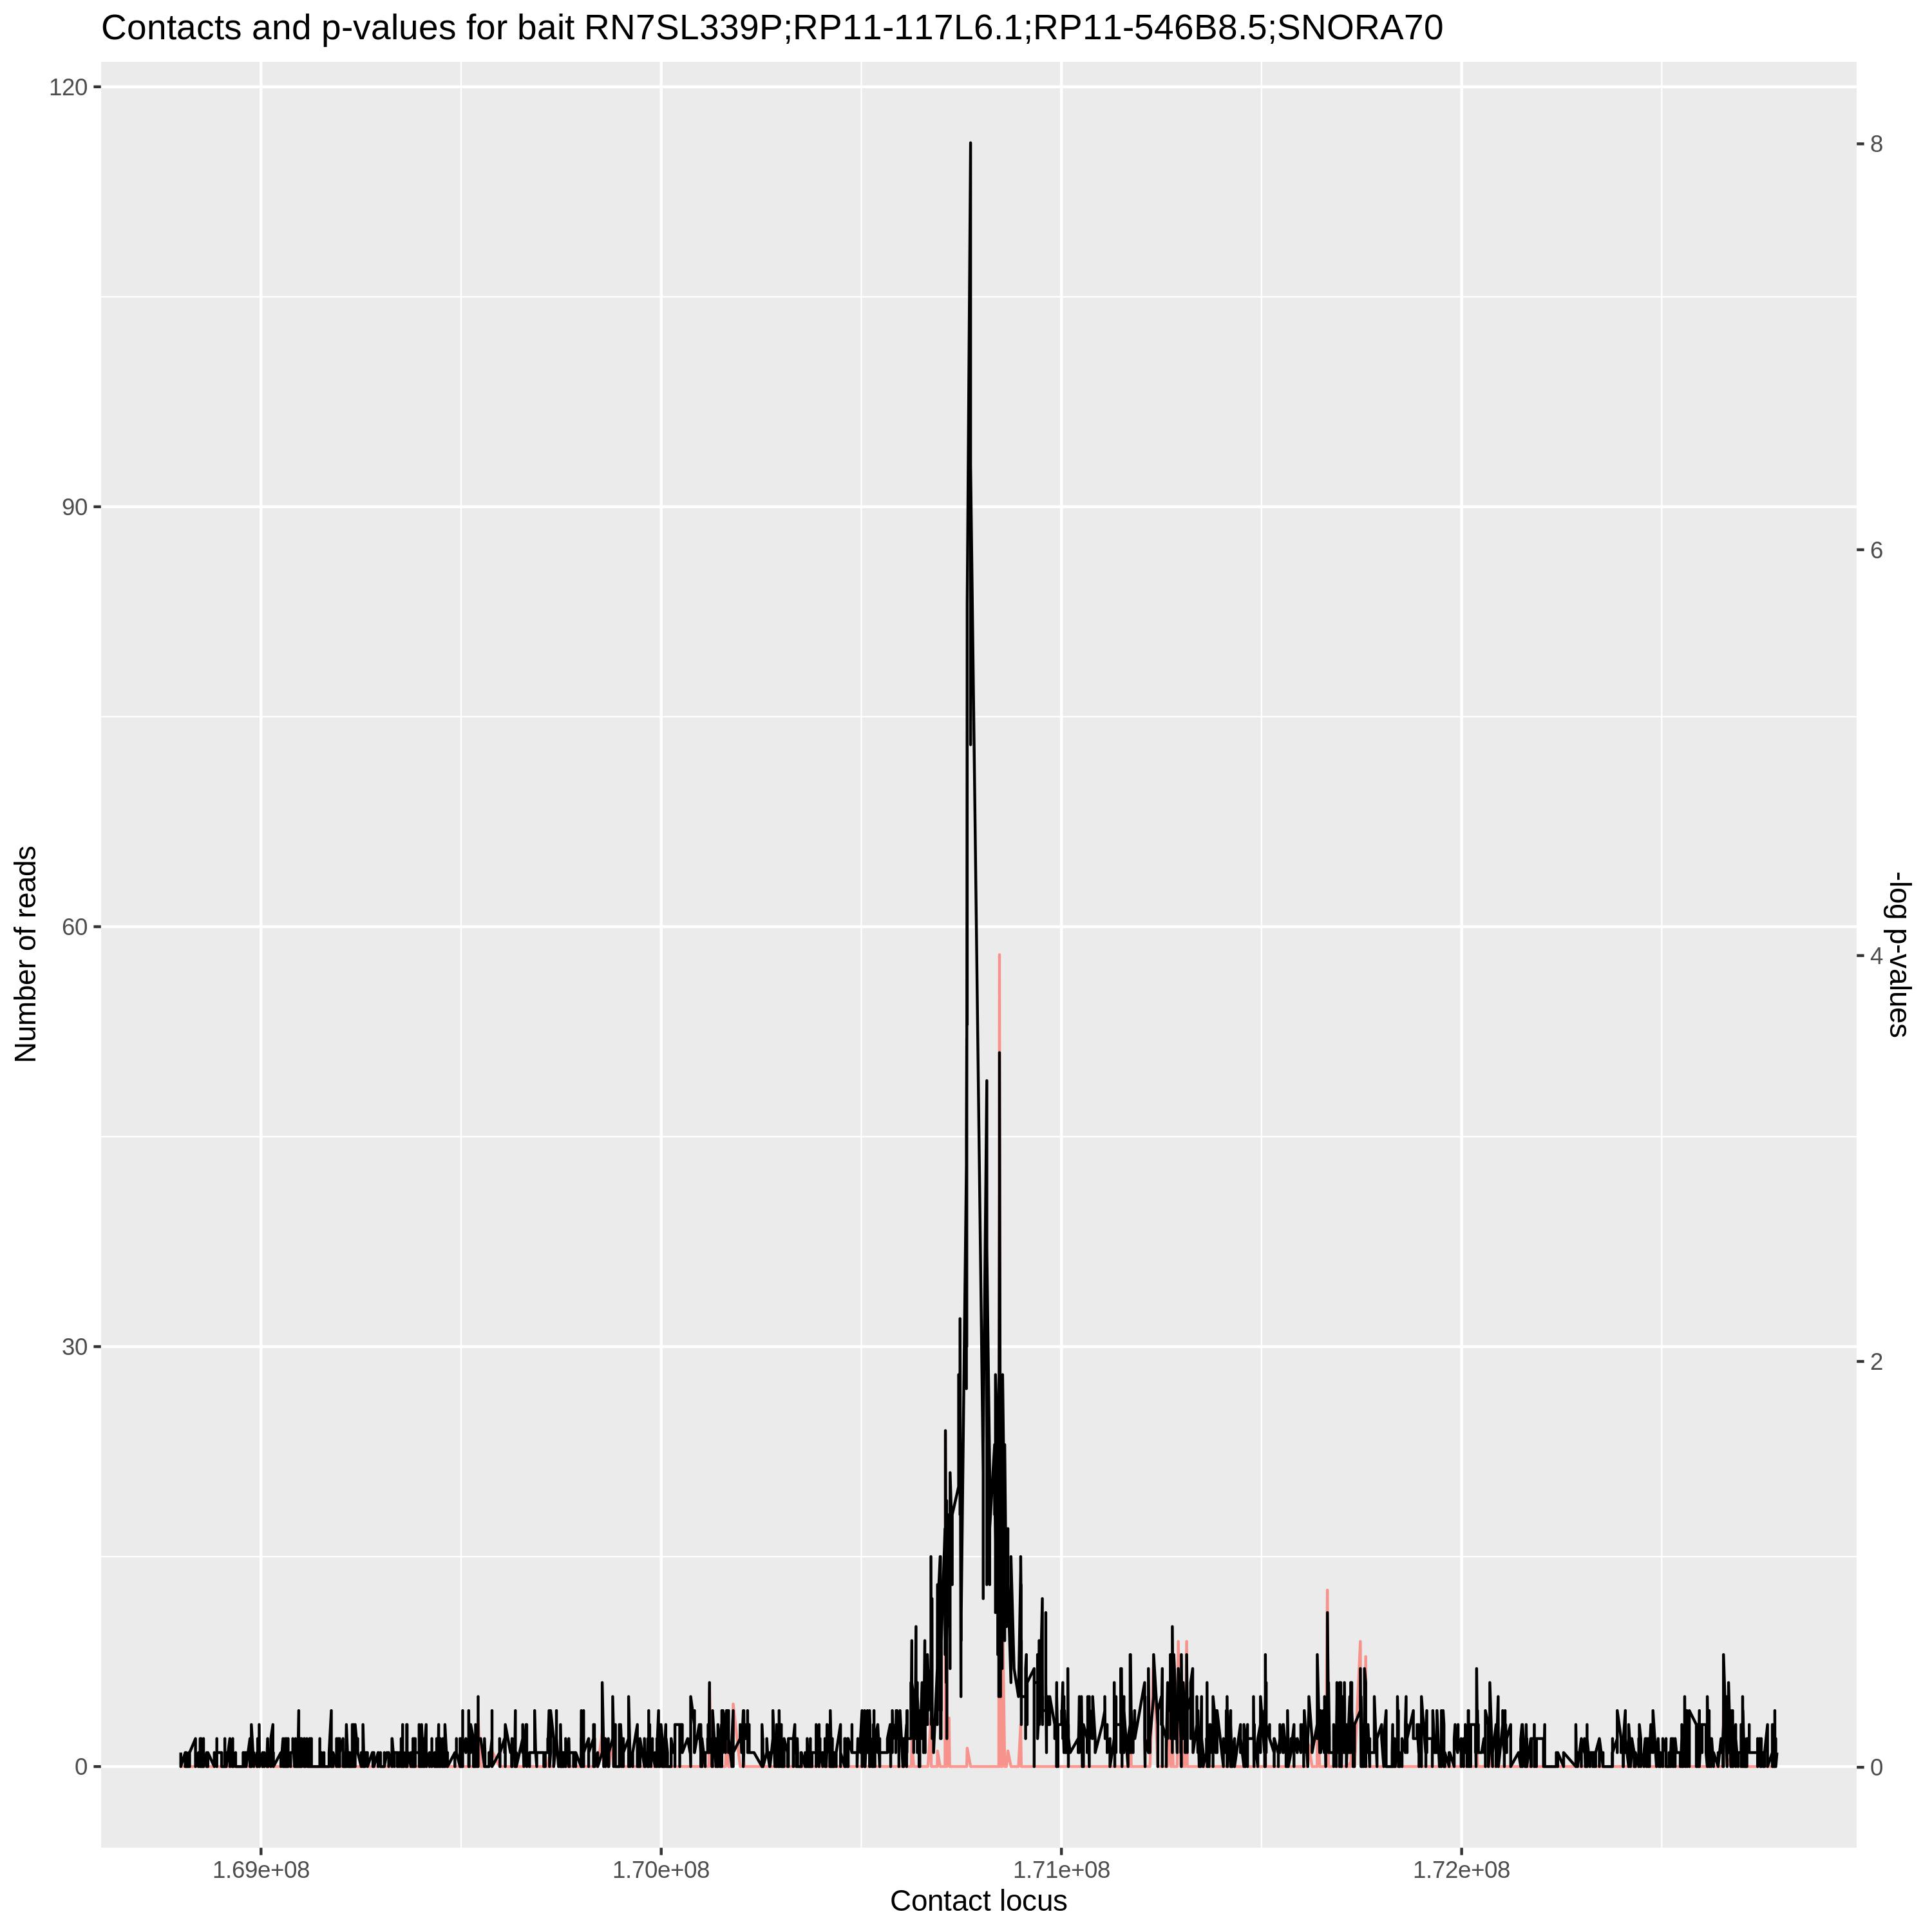 Contacts and p-values for bait RN7SL339P;RP11-117L6.1;RP11-546B8.5;SNORA70
120
90
60
30
0
Number of reads
8
6
4
2
0
-log p-values
1.69e+08
1.70e+08
1.71e+08
1.72e+08
Contact locus